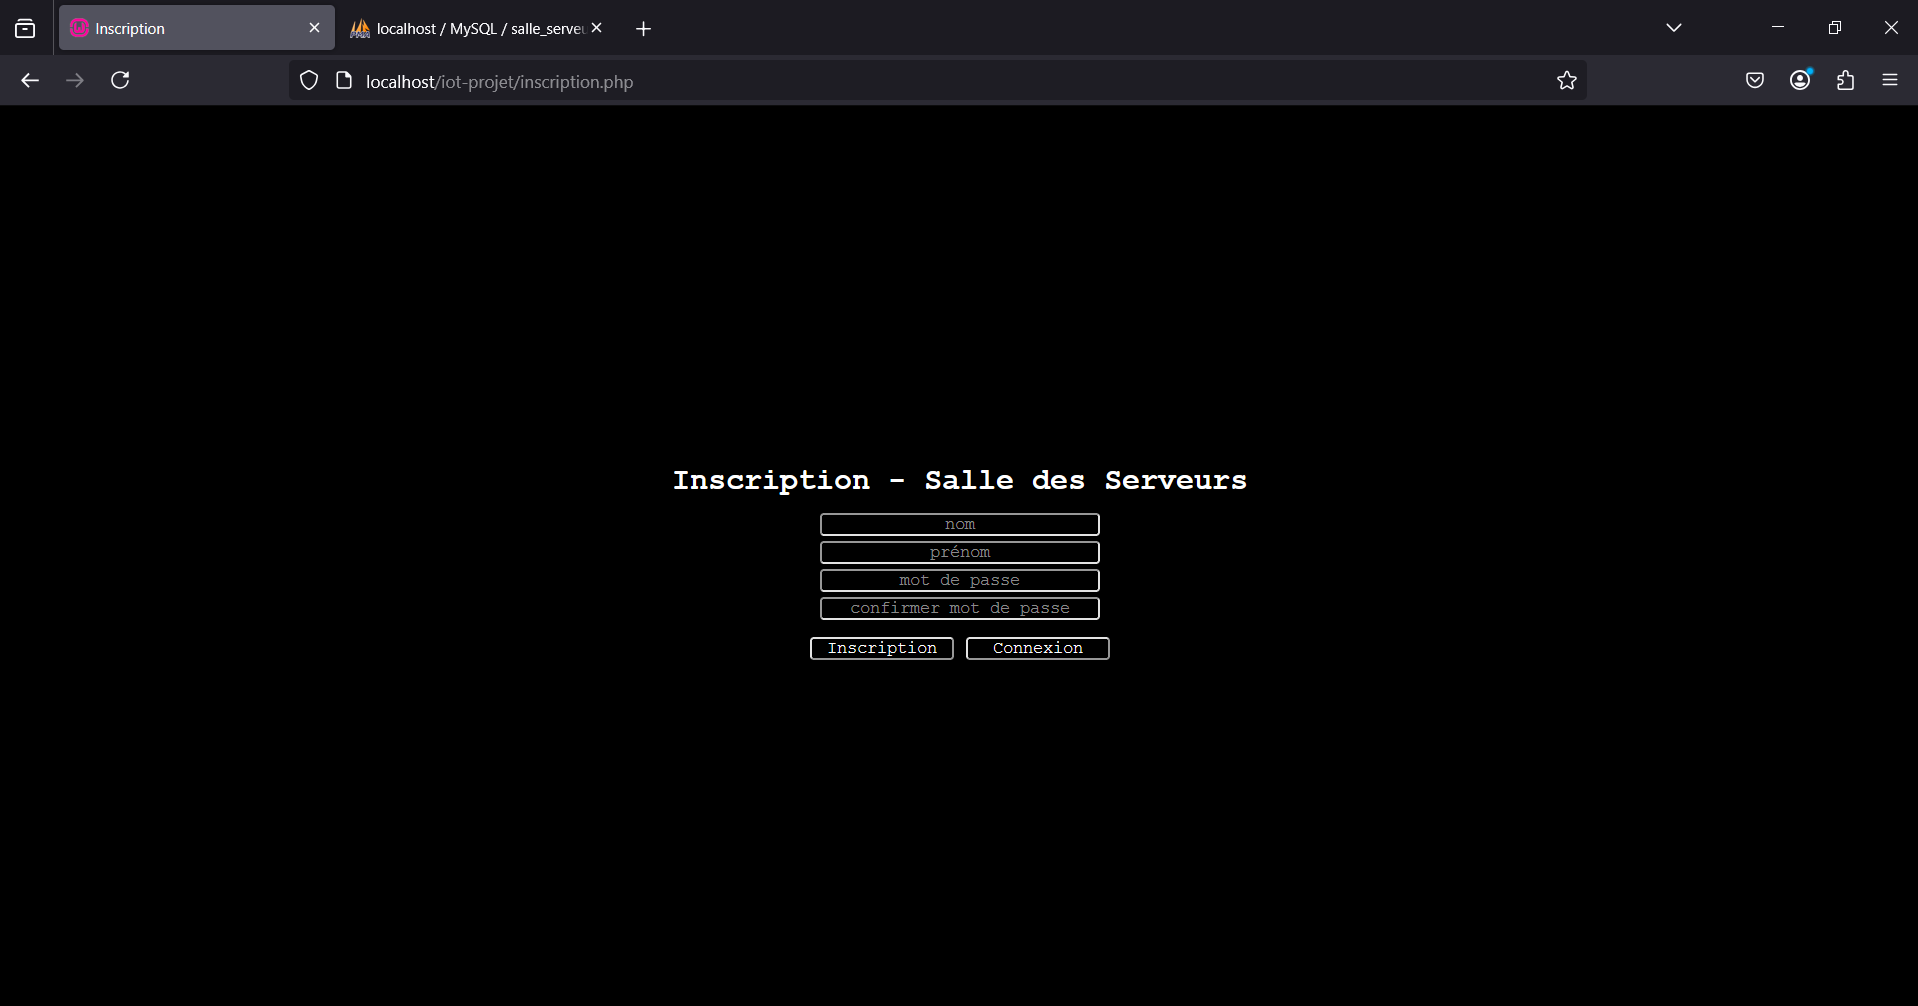 Inscription
localhost / MySQL / salle_serveu
localhost/iot-projet/inscription.php
Inscription - Salle des Serveurs
nom
prénom
mot de passe
confirmer mot de passe
Inscription Connexion